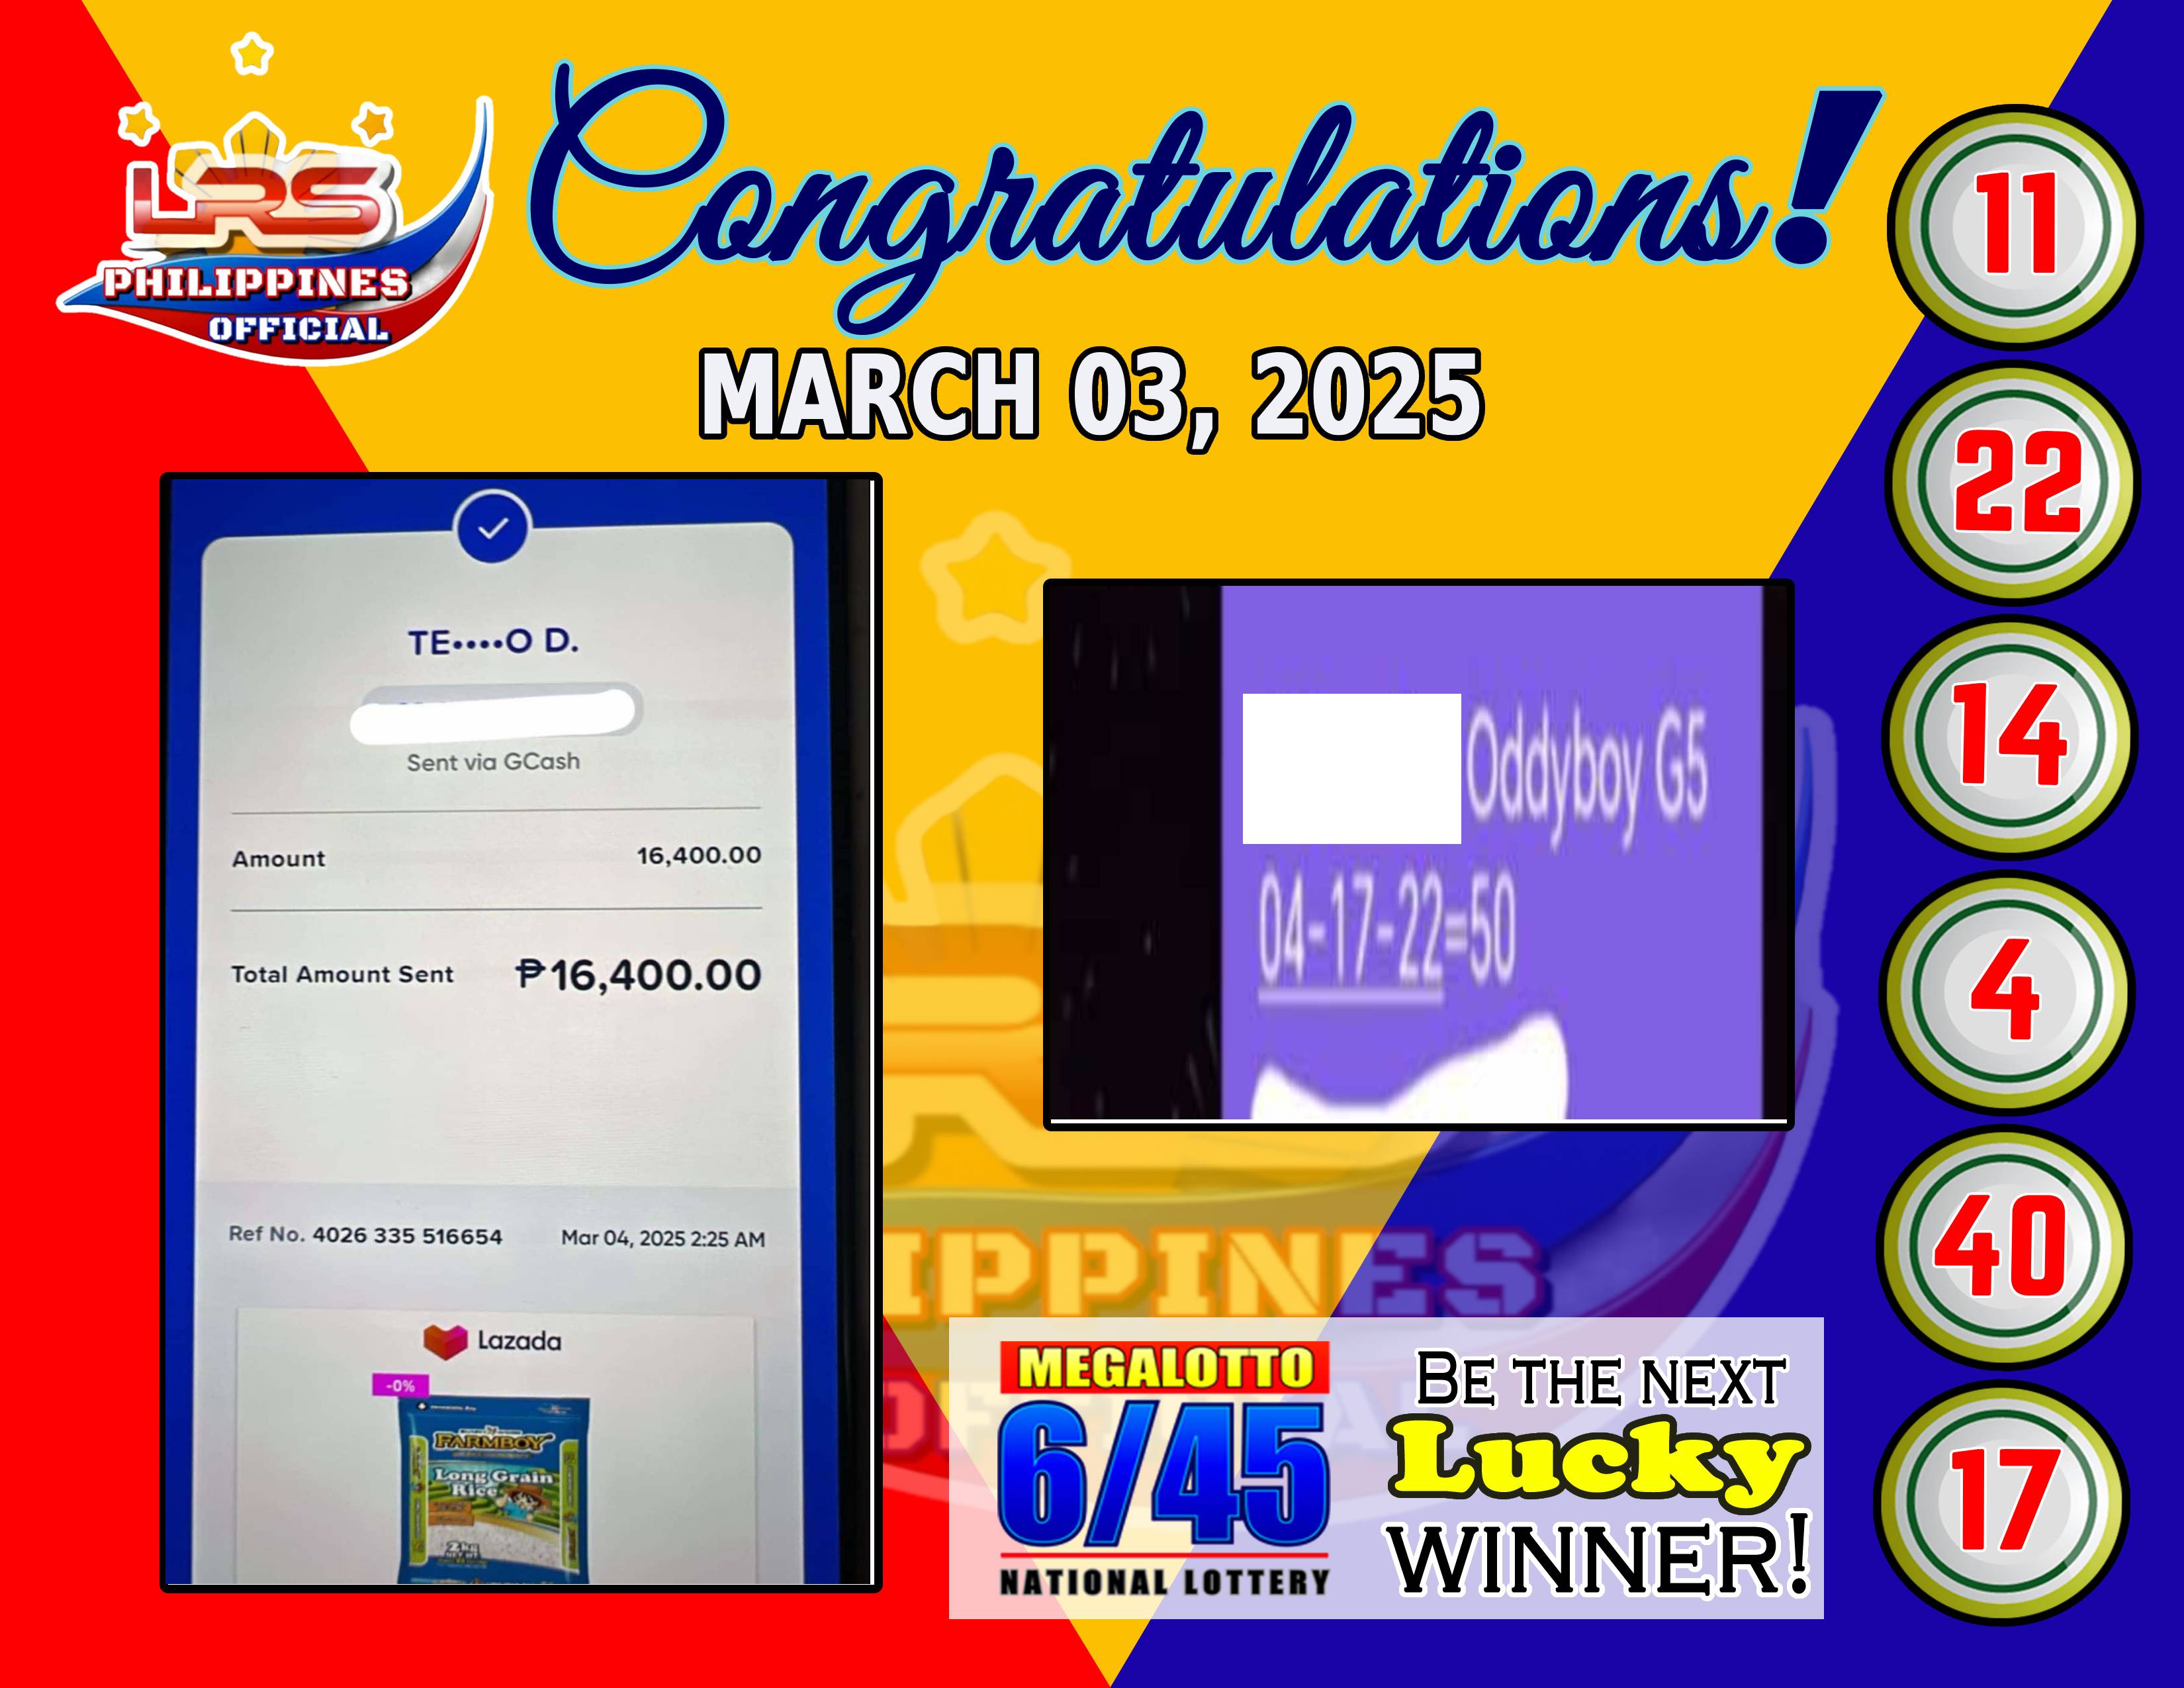 LRS
PHILIPPINES
OFFICIAL
Congratulations!
MARCH 03, 2025
TE••••O D.
Sent via GCash
Amount 16,400.00
Total Amount Sent ₱16,400.00
Ref No. 4026 335 516654 Mar 04, 2025 2:25 AM
Lazada
-0%
FARMBOY
Long Grain
Rice
2kg
Oddyboy G5
04-17-22=50
IPPINES
MEGALOTTO
6/45
NATIONAL LOTTERY
BE THE NEXT
Lucky
WINNER!
11
22
14
4
40
17